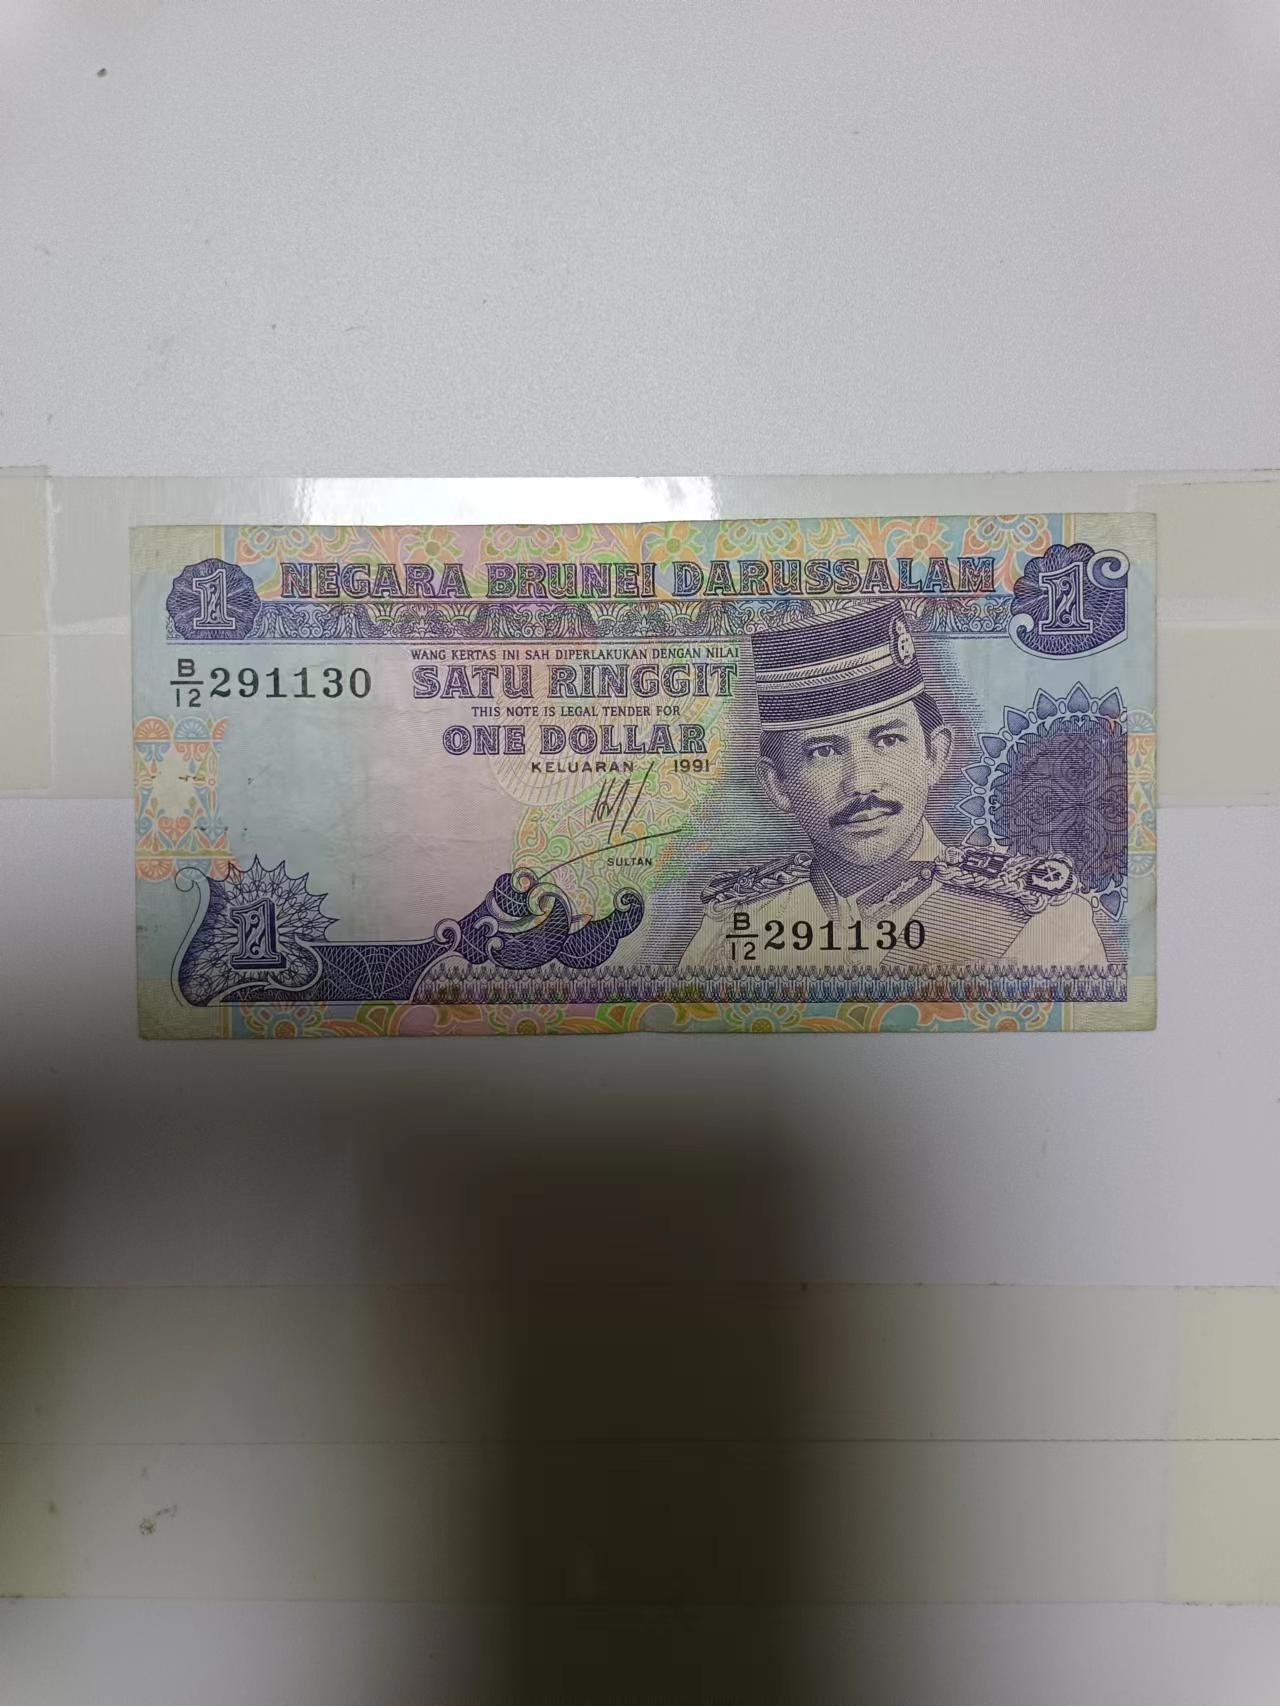 1 NEGARA BRUNEI DARUSSALAM 1
WANG KERTAS INI SAH DIPERLAKUKAN DENGAN NILAI
B/12 291130
SATU RINGGIT
THIS NOTE IS LEGAL TENDER FOR
ONE DOLLAR
KELUARAN 1991
SULTAN
1
B/12 291130